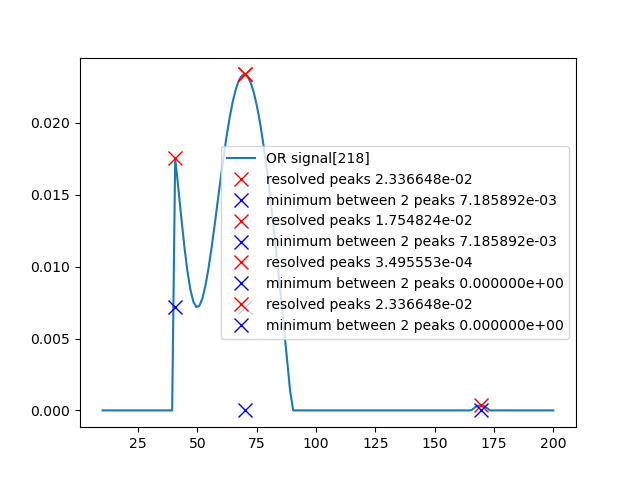 0.020
0.015
0.010
0.005
0.000
25
50
75
100
125
150
175
200
OR signal[218]
resolved peaks 2.336648e-02
minimum between 2 peaks 7.185892e-03
resolved peaks 1.754824e-02
minimum between 2 peaks 7.185892e-03
resolved peaks 3.495553e-04
minimum between 2 peaks 0.000000e+00
resolved peaks 2.336648e-02
minimum between 2 peaks 0.000000e+00